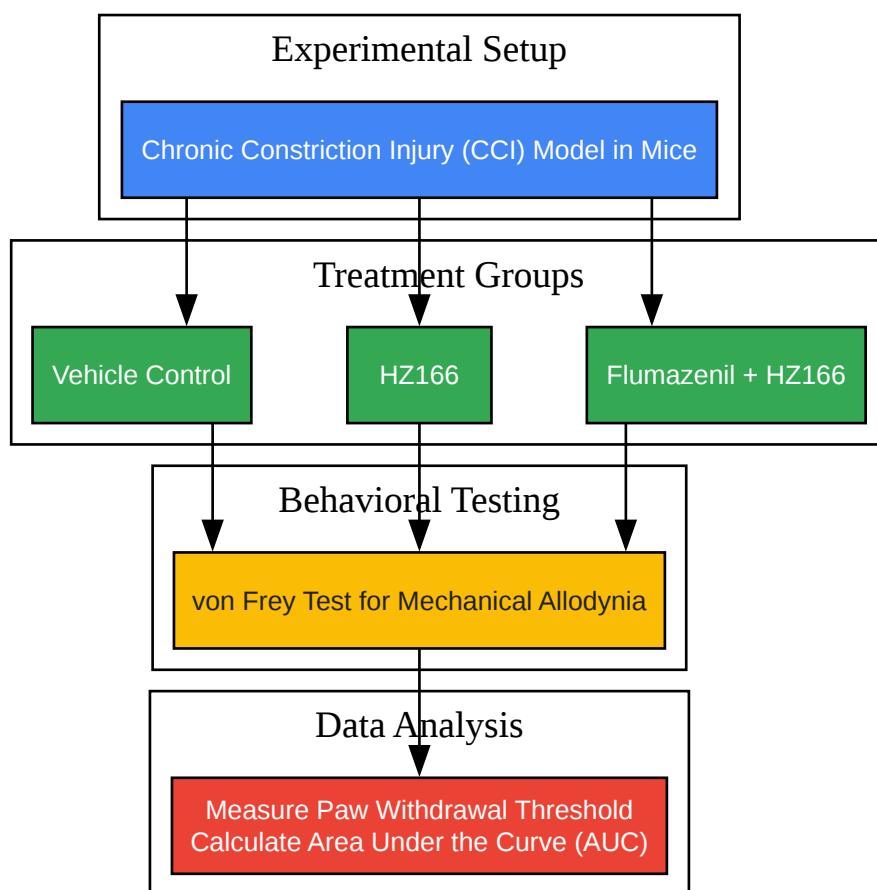 Experimental Setup
Chronic Constriction Injury (CCI) Model in Mice
Treatment Groups
Vehicle Control
HZ166
Flumazenil + HZ166
Behavioral Testing
von Frey Test for Mechanical Allodynia
Data Analysis
Measure Paw Withdrawal Threshold
Calculate Area Under the Curve (AUC)